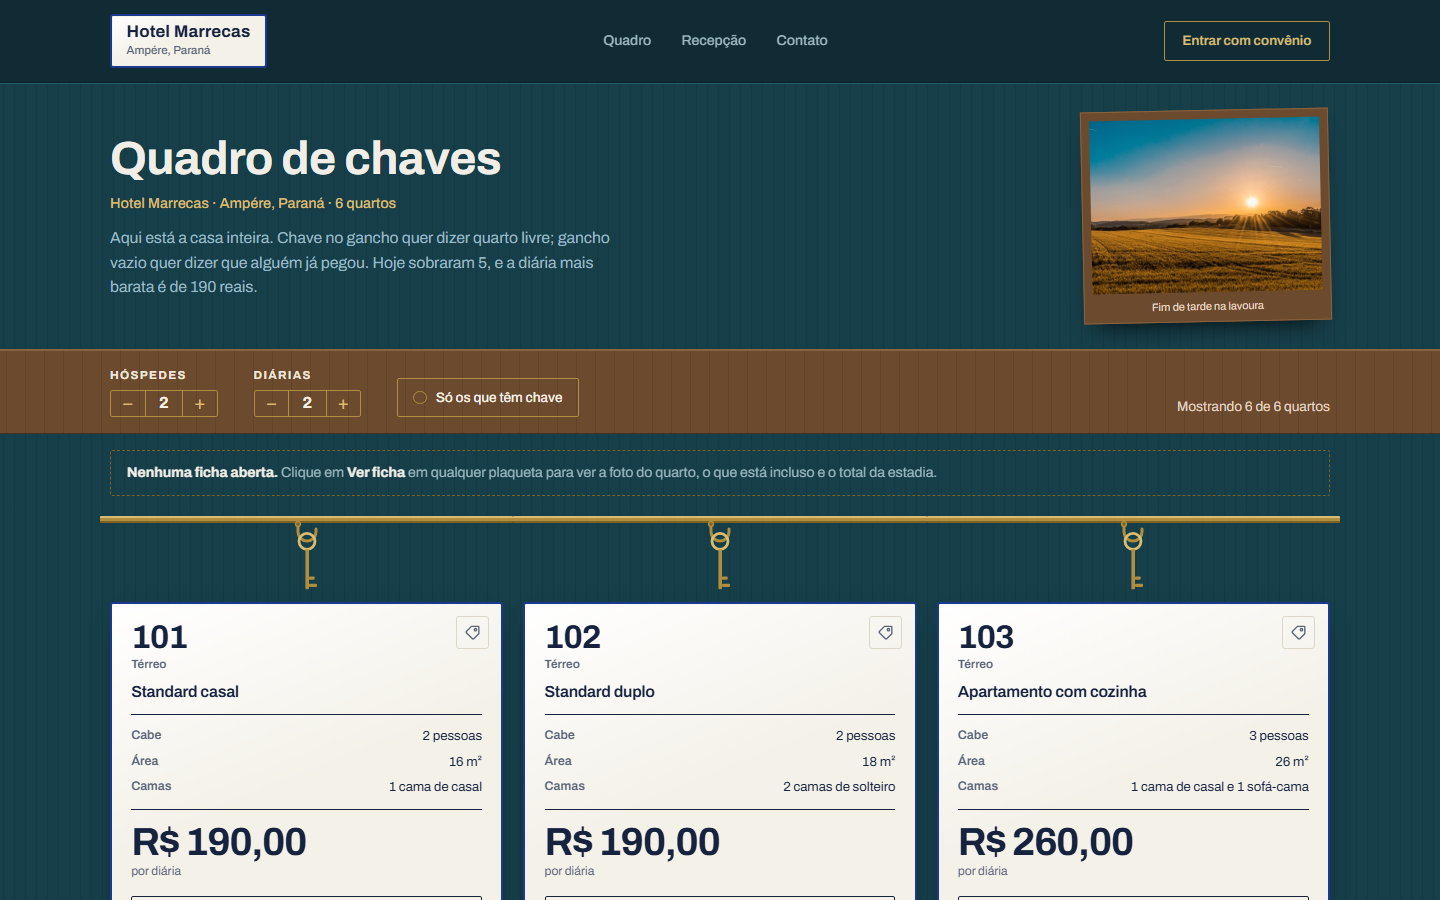 Hotel Marrecas
Ampére, Paraná
Quadro
Recepção
Contato
Entrar com convênio
Quadro de chaves
Hotel Marrecas · Ampére, Paraná · 6 quartos
Aqui está a casa inteira. Chave no gancho quer dizer quarto livre; gancho
vazio quer dizer que alguém já pegou. Hoje sobraram 5, e a diária mais
barata é de 190 reais.
Fim de tarde na lavoura
HÓSPEDES
− 2 +
DIÁRIAS
− 2 +
Só os que têm chave
Mostrando 6 de 6 quartos
Nenhuma ficha aberta. Clique em Ver ficha em qualquer plaqueta para ver a foto do quarto, o que está incluso e o total da estadia.
101
Térreo
Standard casal
Cabe 2 pessoas
Área 16 m²
Camas 1 cama de casal
R$ 190,00
por diária
102
Térreo
Standard duplo
Cabe 2 pessoas
Área 18 m²
Camas 2 camas de solteiro
R$ 190,00
por diária
103
Térreo
Apartamento com cozinha
Cabe 3 pessoas
Área 26 m²
Camas 1 cama de casal e 1 sofá-cama
R$ 260,00
por diária